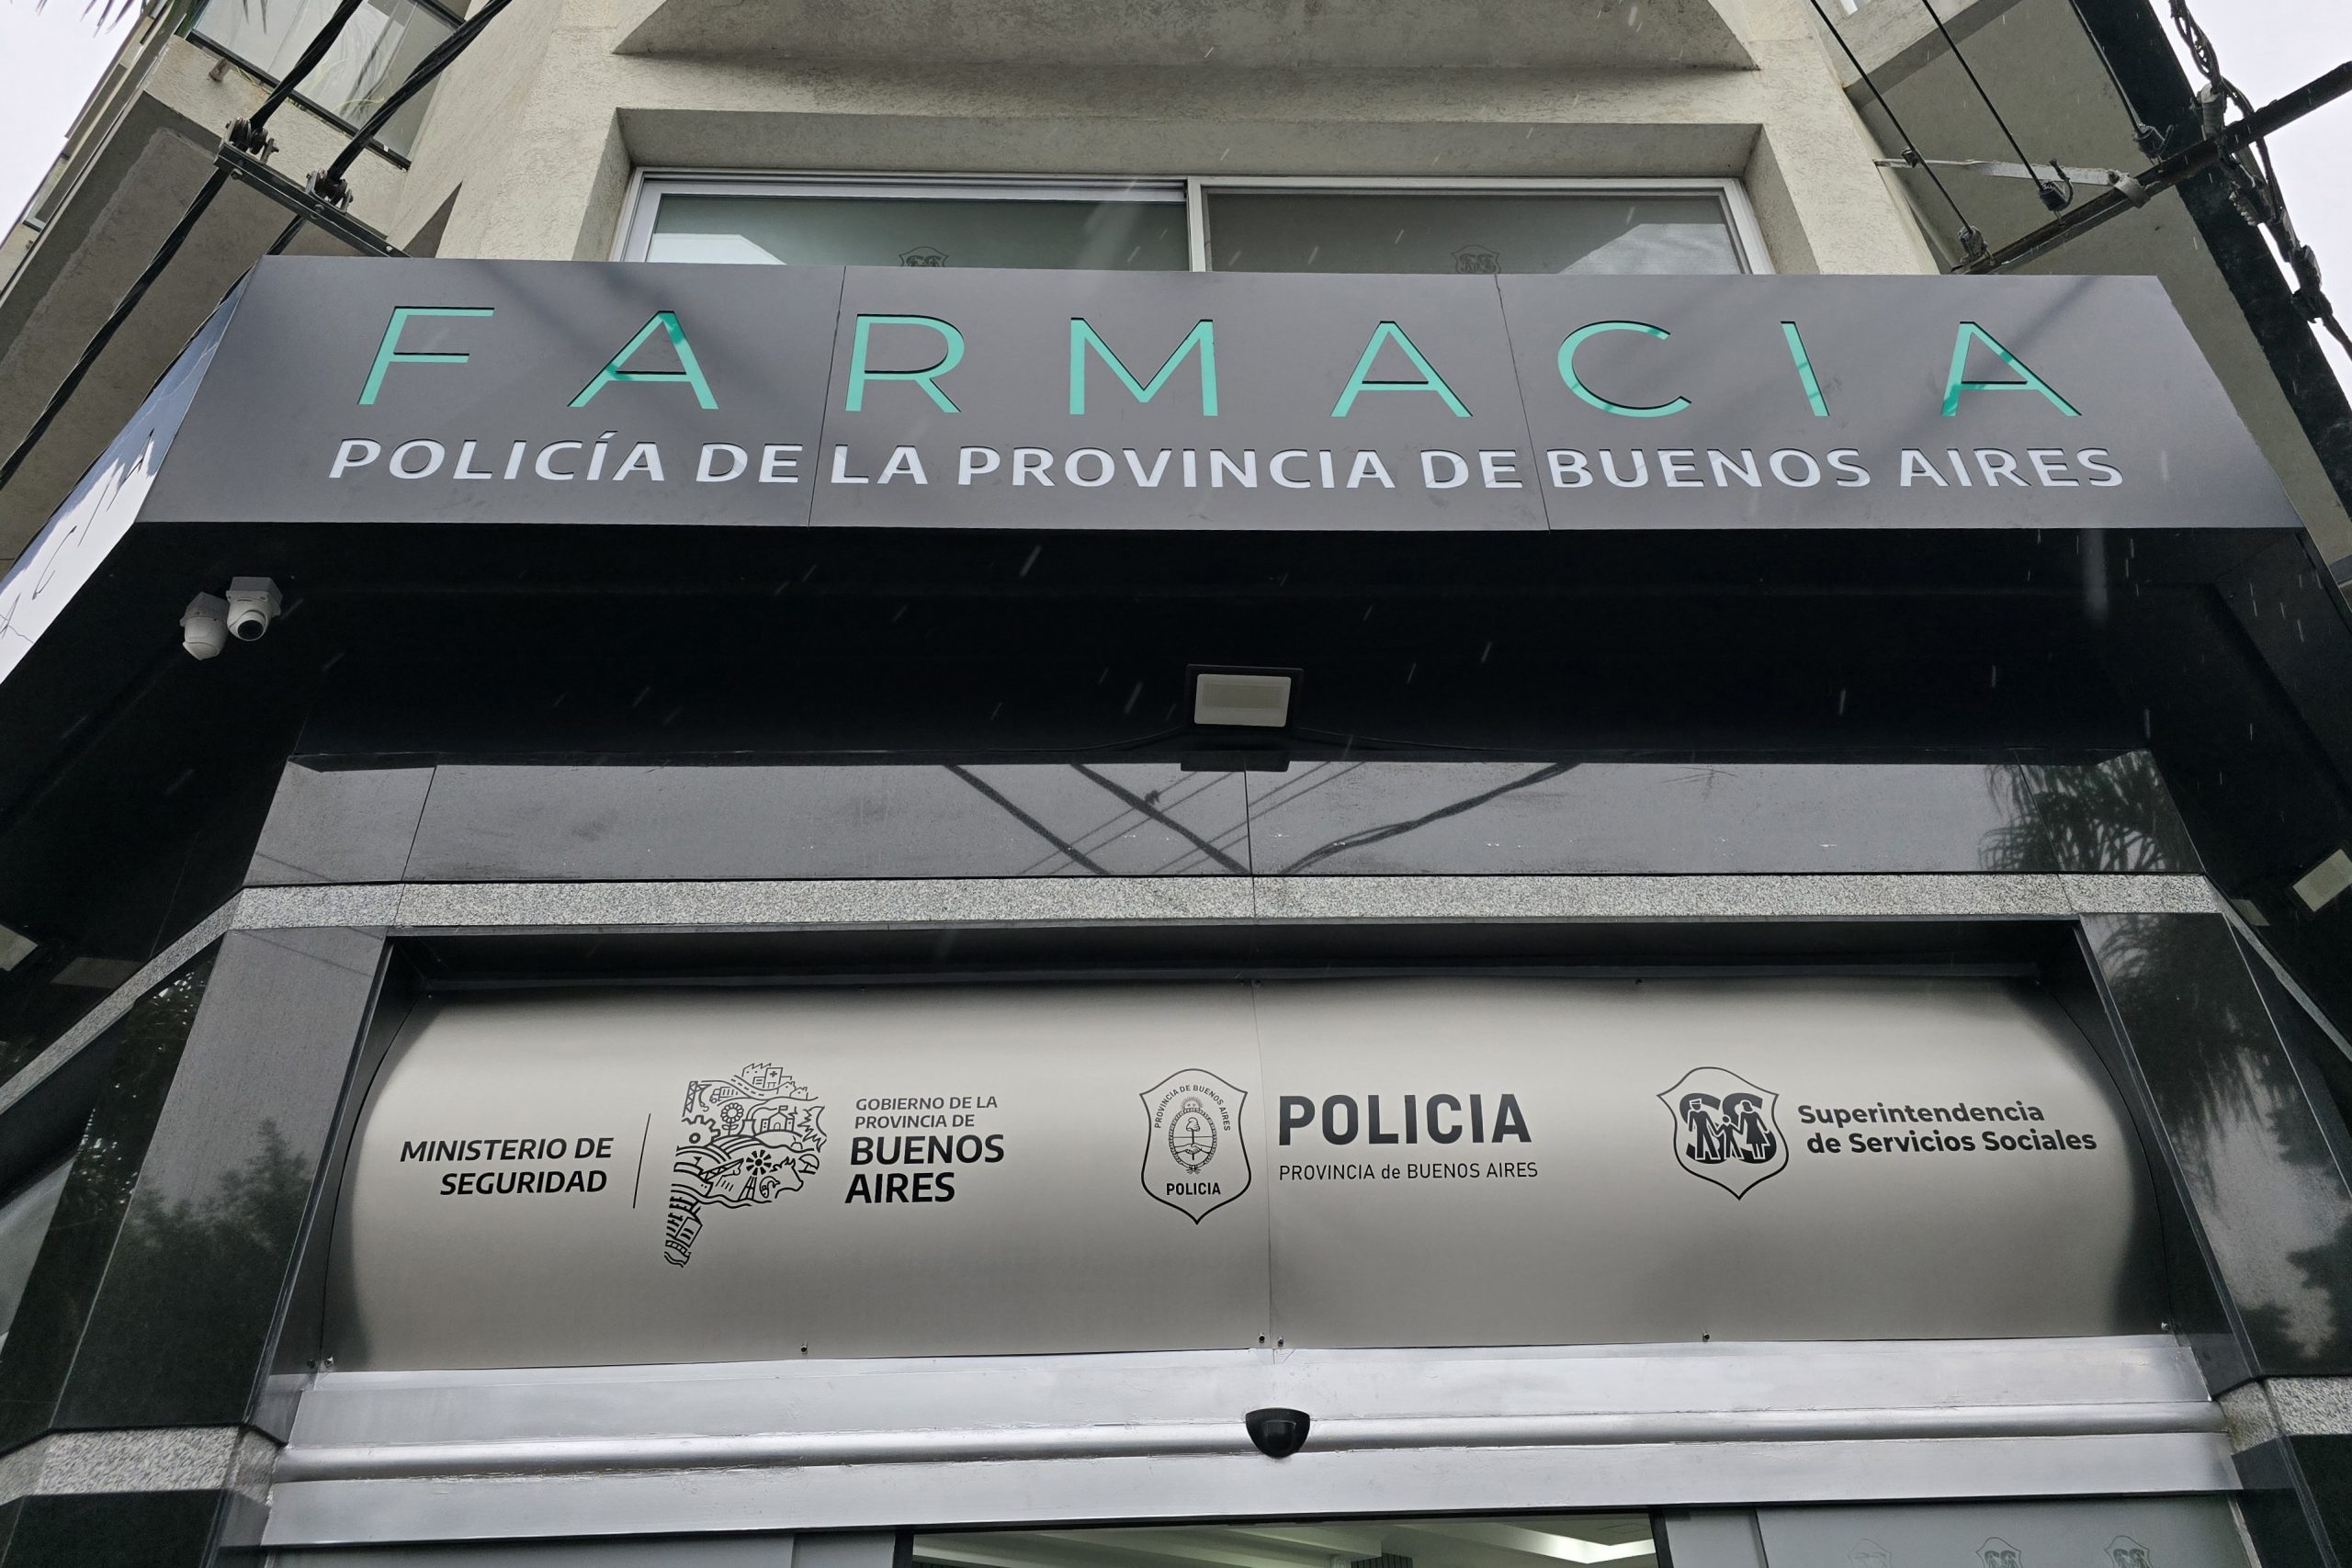 FARMACIA
POLICÍA DE LA PROVINCIA DE BUENOS AIRES
MINISTERIO DE
SEGURIDAD
GOBIERNO DE LA
PROVINCIA DE
BUENOS
AIRES
PROVINCIA DE BUENOS AIRES
POLICIA
POLICIA
PROVINCIA de BUENOS AIRES
SS
Superintendencia
de Servicios Sociales